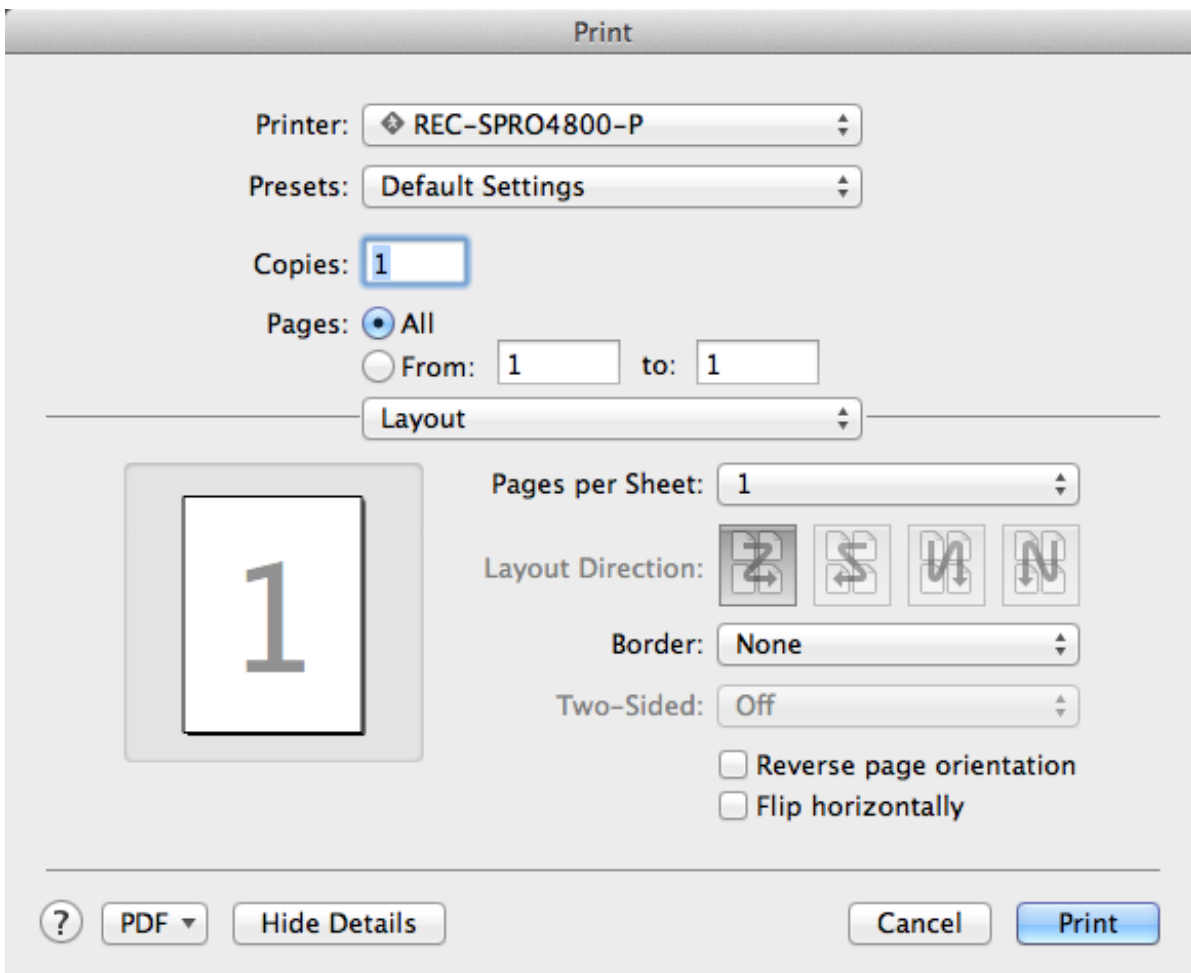 Print
Printer: REC-SPRO4800-P
Presets: Default Settings
Copies: 1
Pages: All
From: 1 to: 1
Layout
1
Pages per Sheet: 1
Layout Direction:
Border: None
Two-Sided: Off
Reverse page orientation
Flip horizontally
? PDF Hide Details Cancel Print